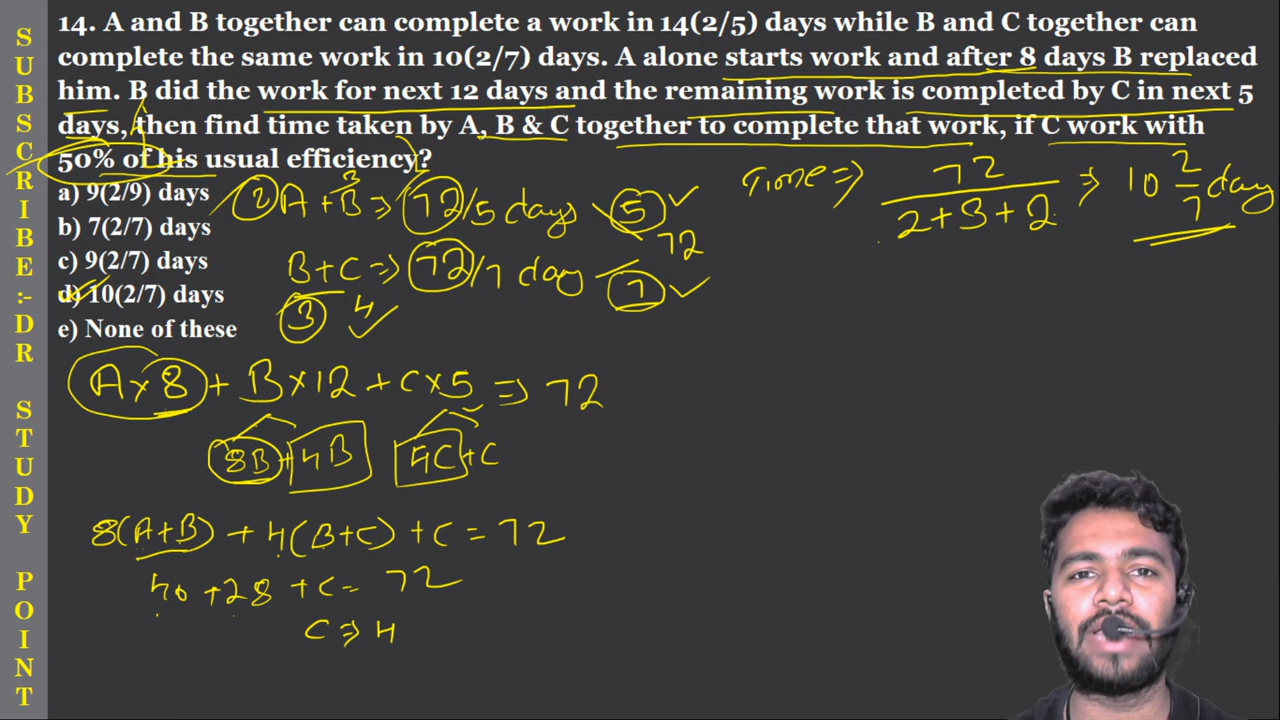 SUBSCRIBE:-DR STUDY POINT
14. A and B together can complete a work in 14(2/5) days while B and C together can
complete the same work in 10(2/7) days. A alone starts work and after 8 days B replaced
him. B did the work for next 12 days and the remaining work is completed by C in next 5
days, then find time taken by A, B & C together to complete that work, if C work with
50% of his usual efficiency?
a) 9(2/9) days
b) 7(2/7) days
c) 9(2/7) days
d) 10(2/7) days
e) None of these
2 A + B 3 => 72/5 days 5
72
B+C => 72/7 day 7
3 4
Time => 72 / 2+3+2 => 10 2/7 day
A×8 + B×12 + C×5 => 72
8B+4B 4C+C
8(A+B) + 4(B+C) + C = 72
40 + 28 + C = 72
C => 4